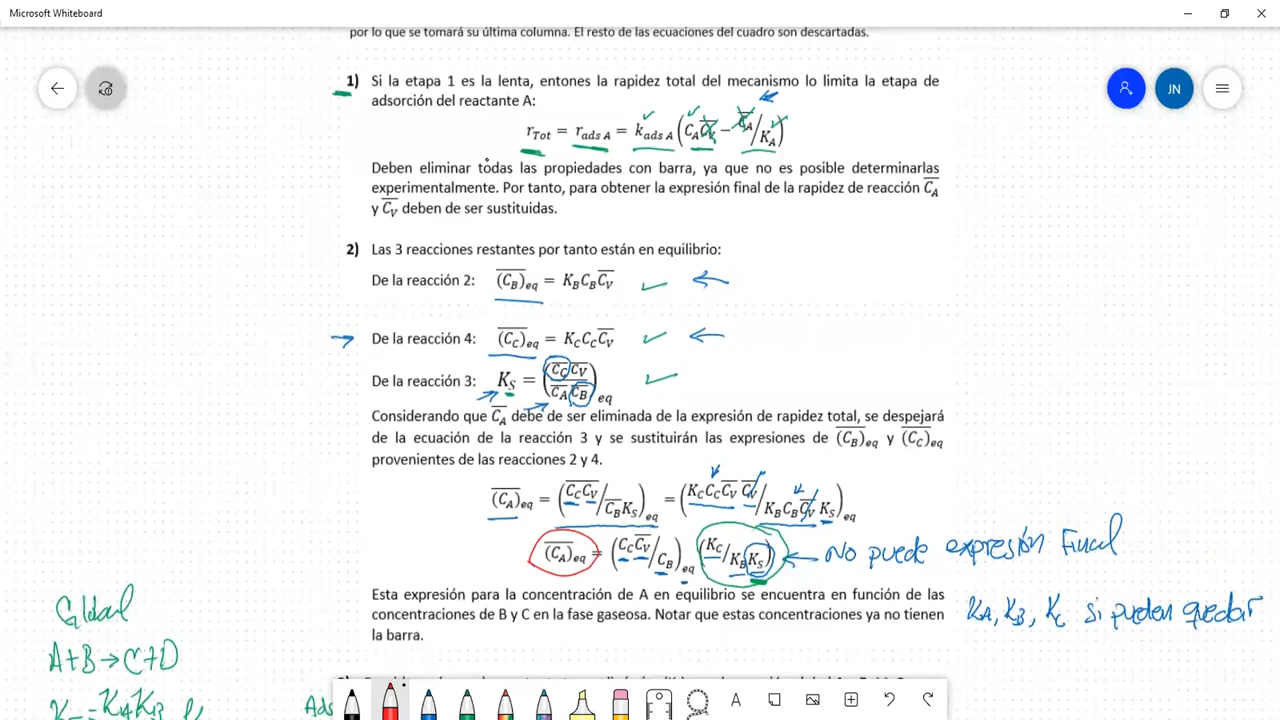 Microsoft Whiteboard
por lo que se tomará su última columna. El resto de las ecuaciones del cuadro son descartadas.
JN
1) Si la etapa 1 es la lenta, entones la rapidez total del mecanismo lo limita la etapa de
adsorción del reactante A:
r_Tot = r_ads A = k_ads A (C_A C̅_V − C̅_A/K_A)
Deben eliminar todas las propiedades con barra, ya que no es posible determinarlas
experimentalmente. Por tanto, para obtener la expresión final de la rapidez de reacción C̅_A
y C̅_V deben de ser sustituidas.
2) Las 3 reacciones restantes por tanto están en equilibrio:
De la reacción 2: (C̅_B)_eq = K_B C_B C̅_V
De la reacción 4: (C̅_C)_eq = K_C C_C C̅_V
De la reacción 3: K_S = (C̅_C C̅_V / C̅_A C̅_B)_eq
Considerando que C̅_A debe de ser eliminada de la expresión de rapidez total, se despejará
de la ecuación de la reacción 3 y se sustituirán las expresiones de (C̅_B)_eq y (C̅_C)_eq
provenientes de las reacciones 2 y 4.
(C̅_A)_eq = (C̅_C C̅_V / C̅_B K_S)_eq = (K_C C_C C̅_V C̅_V / K_B C_B C̅_V K_S)_eq
(C̅_A)_eq = (C_C C̅_V / C_B)_eq (K_C / K_B K_S) ← No puede expresión Final
Esta expresión para la concentración de A en equilibrio se encuentra en función de las
concentraciones de B y C en la fase gaseosa. Notar que estas concentraciones ya no tienen
la barra.
K_A, K_B, K_C si pueden quedar
Global
A+B→C+D
Ads
A